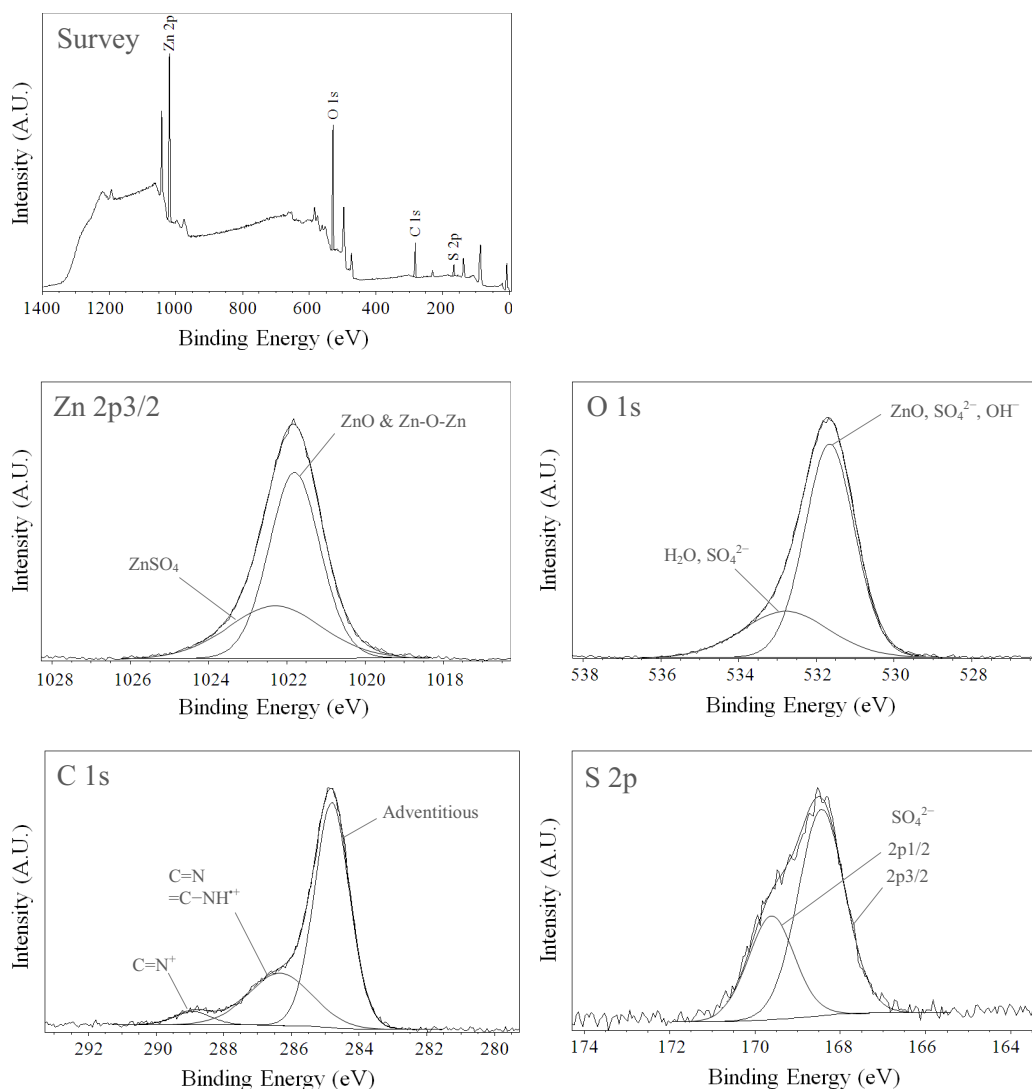 Survey
Zn 2p
O 1s
C 1s
S 2p
Intensity (A.U.)
1400 1200 1000 800 600 400 200 0
Binding Energy (eV)
Zn 2p3/2
ZnO & Zn-O-Zn
ZnSO₄
Intensity (A.U.)
1028 1026 1024 1022 1020 1018
Binding Energy (eV)
O 1s
ZnO, SO₄²⁻, OH⁻
H₂O, SO₄²⁻
Intensity (A.U.)
538 536 534 532 530 528
Binding Energy (eV)
C 1s
Adventitious
C=N
=C−NH•⁺
C=N⁺
Intensity (A.U.)
292 290 288 286 284 282 280
Binding Energy (eV)
S 2p
SO₄²⁻
2p1/2
2p3/2
Intensity (A.U.)
174 172 170 168 166 164
Binding Energy (eV)